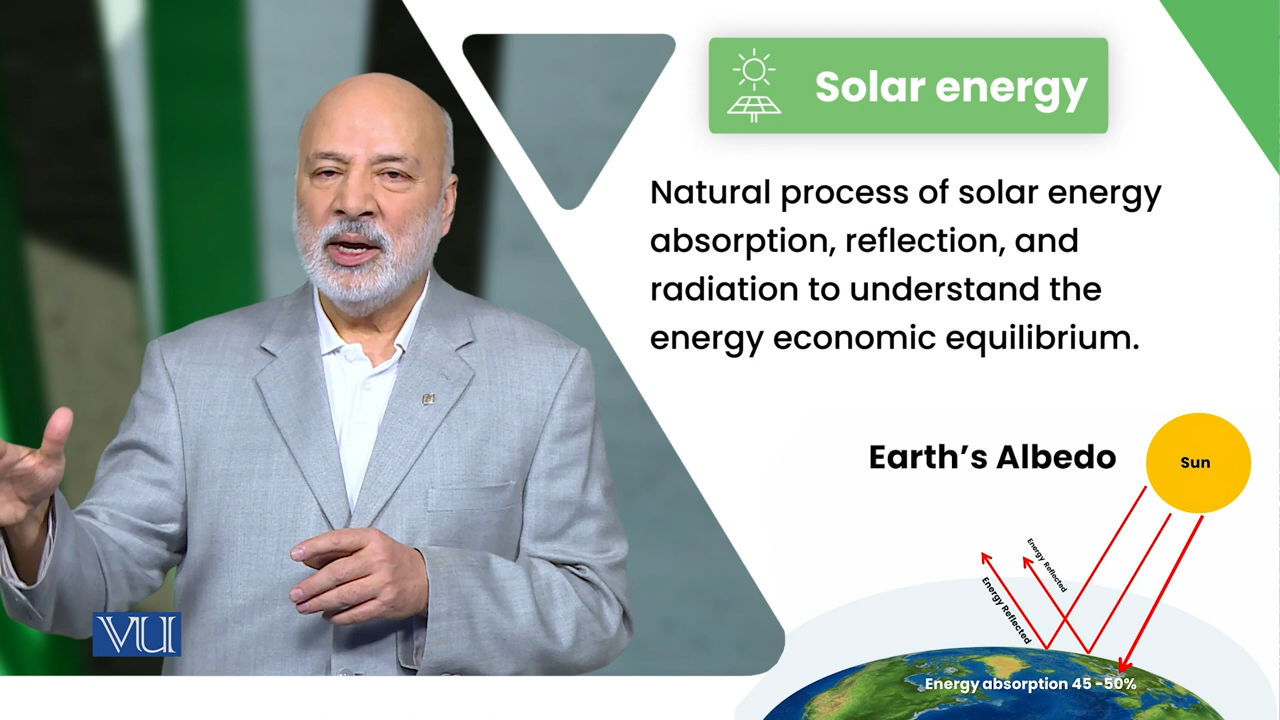 Solar energy
Natural process of solar energy
absorption, reflection, and
radiation to understand the
energy economic equilibrium.
Earth's Albedo
Sun
Energy Reflected
Energy Reflected
Energy absorption 45 -50%
VU